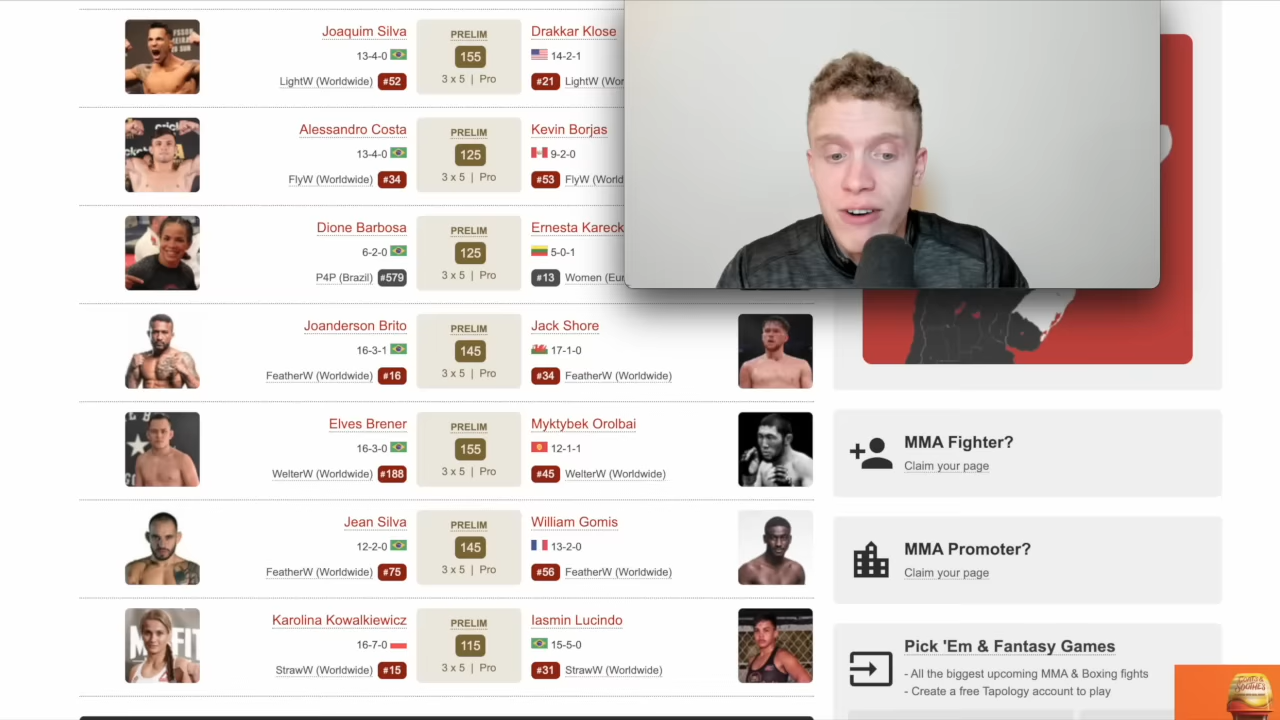 Joaquim Silva
13-4-0
LightW (Worldwide) #52
PRELIM
155
3 x 5 | Pro
Drakkar Klose
14-2-1
#21 LightW (Wor
Alessandro Costa
13-4-0
FlyW (Worldwide) #34
PRELIM
125
3 x 5 | Pro
Kevin Borjas
9-2-0
#53 FlyW (World
Dione Barbosa
6-2-0
P4P (Brazil) #579
PRELIM
125
3 x 5 | Pro
Ernesta Kareck
5-0-1
#13 Women (Eur
Joanderson Brito
16-3-1
FeatherW (Worldwide) #16
PRELIM
145
3 x 5 | Pro
Jack Shore
17-1-0
#34 FeatherW (Worldwide)
Elves Brener
16-3-0
WelterW (Worldwide) #188
PRELIM
155
3 x 5 | Pro
Myktybek Orolbai
12-1-1
#45 WelterW (Worldwide)
Jean Silva
12-2-0
FeatherW (Worldwide) #75
PRELIM
145
3 x 5 | Pro
William Gomis
13-2-0
#56 FeatherW (Worldwide)
Karolina Kowalkiewicz
16-7-0
StrawW (Worldwide) #15
PRELIM
115
3 x 5 | Pro
Iasmin Lucindo
15-5-0
#31 StrawW (Worldwide)
MMA Fighter?
Claim your page
MMA Promoter?
Claim your page
Pick 'Em & Fantasy Games
- All the biggest upcoming MMA & Boxing fights
- Create a free Tapology account to play